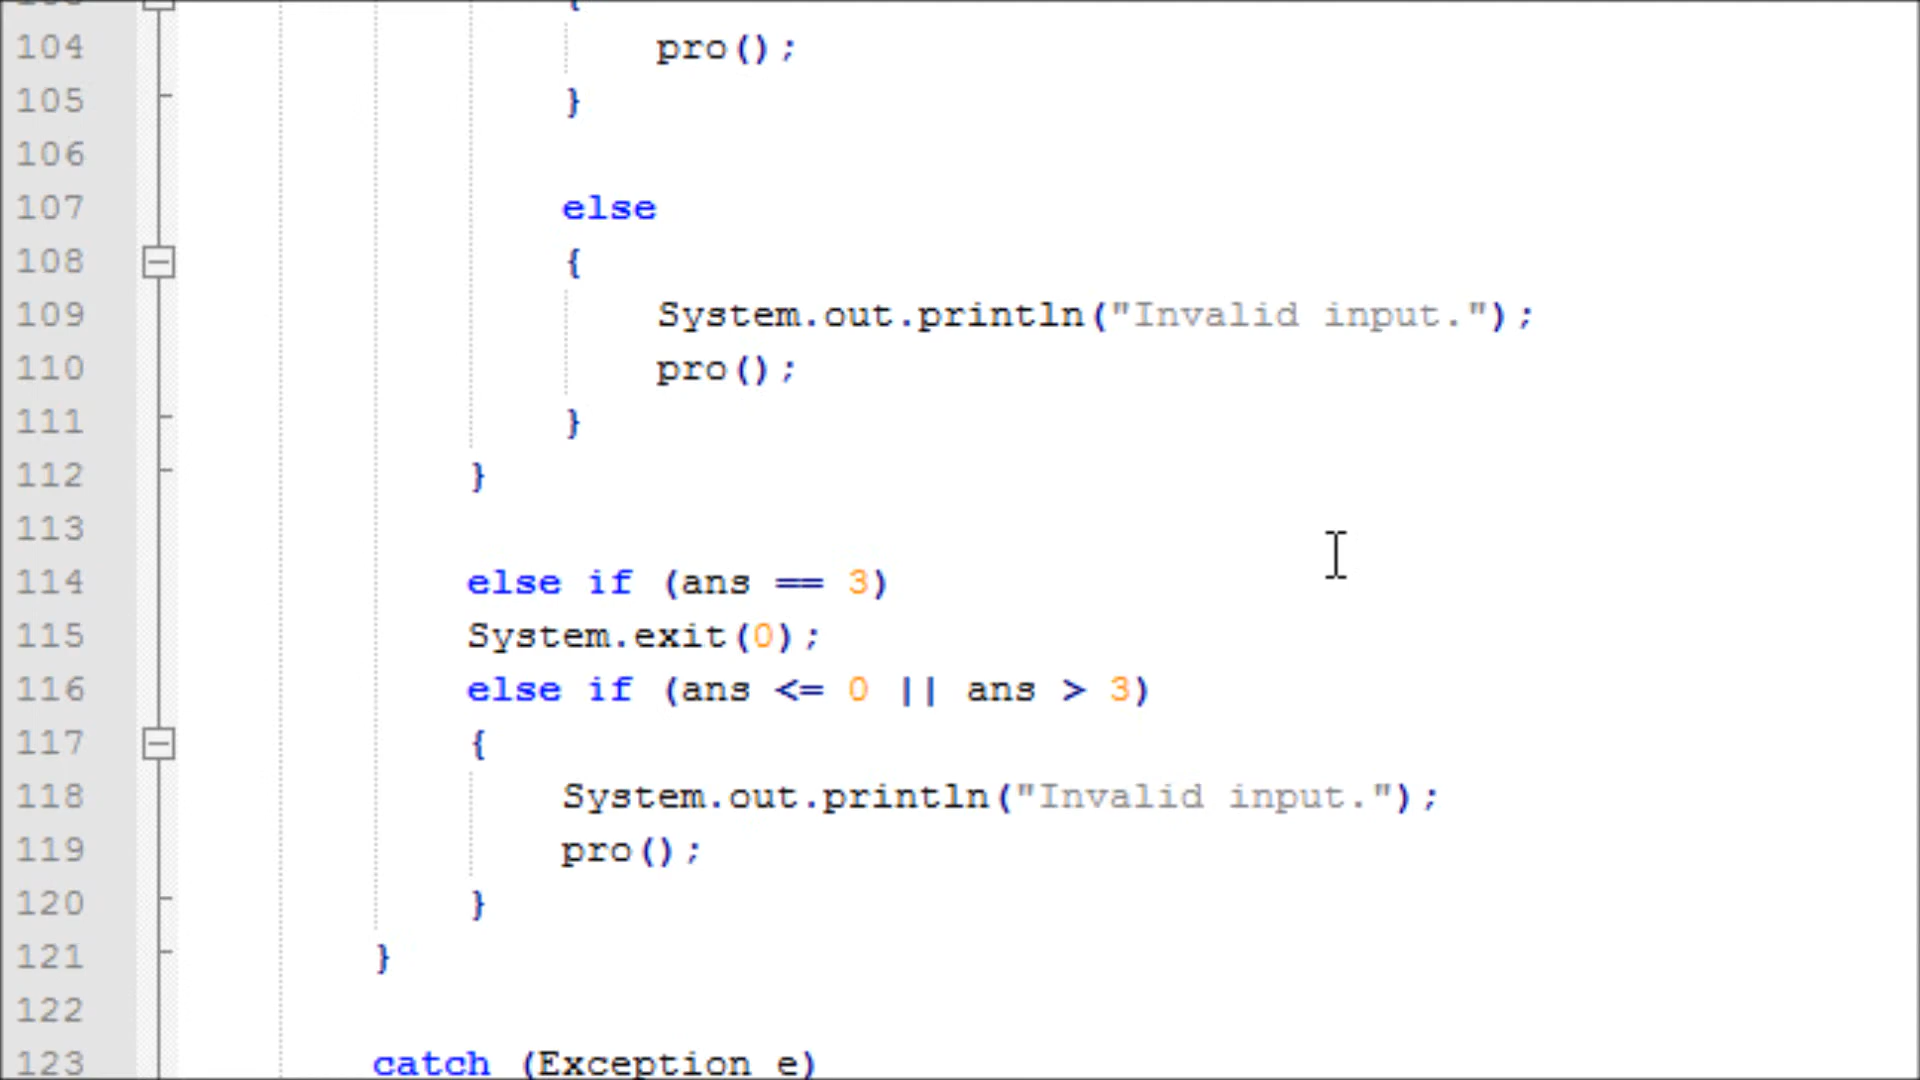 {
104 pro();
105 }
106
107 else
108 {
109 System.out.println("Invalid input.");
110 pro();
111 }
112 }
113
114 else if (ans == 3)
115 System.exit(0);
116 else if (ans <= 0 || ans > 3)
117 {
118 System.out.println("Invalid input.");
119 pro();
120 }
121 }
122
123 catch (Exception e)